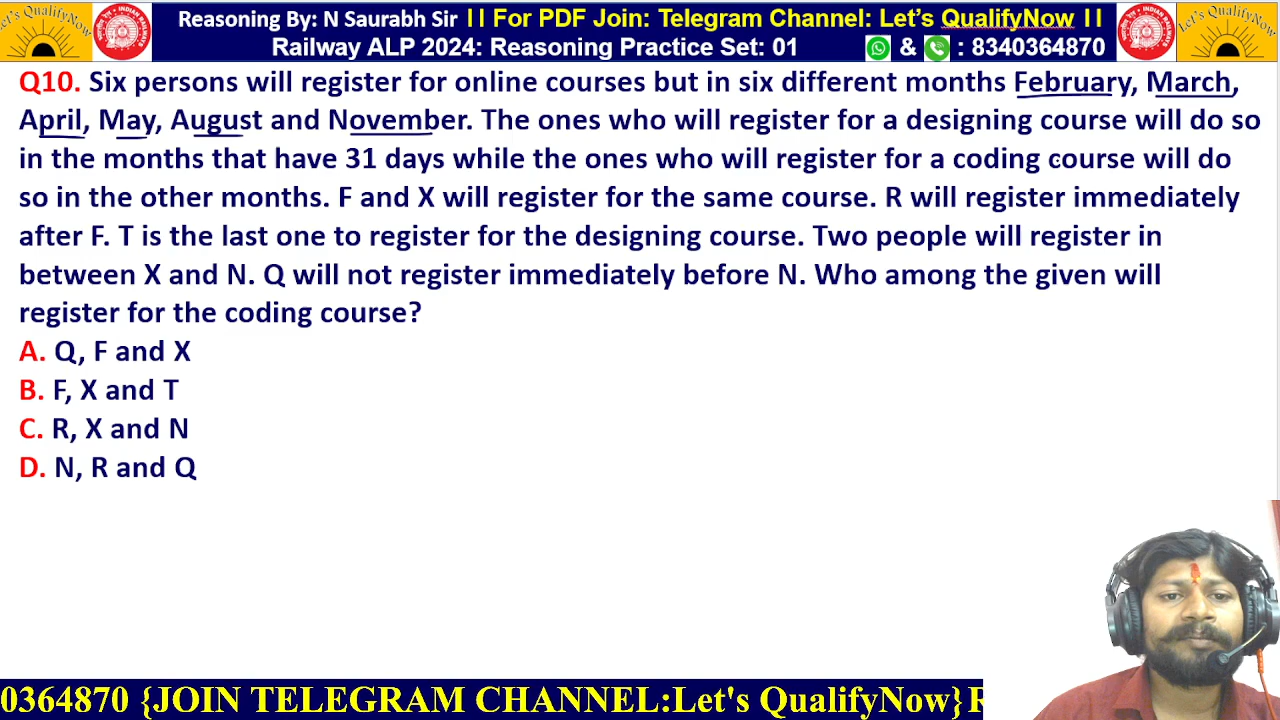 Reasoning By: N Saurabh Sir || For PDF Join: Telegram Channel: Let’s QualifyNow ||
Railway ALP 2024: Reasoning Practice Set: 01 & : 8340364870
Q10. Six persons will register for online courses but in six different months February, March,
April, May, August and November. The ones who will register for a designing course will do so
in the months that have 31 days while the ones who will register for a coding course will do
so in the other months. F and X will register for the same course. R will register immediately
after F. T is the last one to register for the designing course. Two people will register in
between X and N. Q will not register immediately before N. Who among the given will
register for the coding course?
A. Q, F and X
B. F, X and T
C. R, X and N
D. N, R and Q
0364870 {JOIN TELEGRAM CHANNEL:Let's QualifyNow}